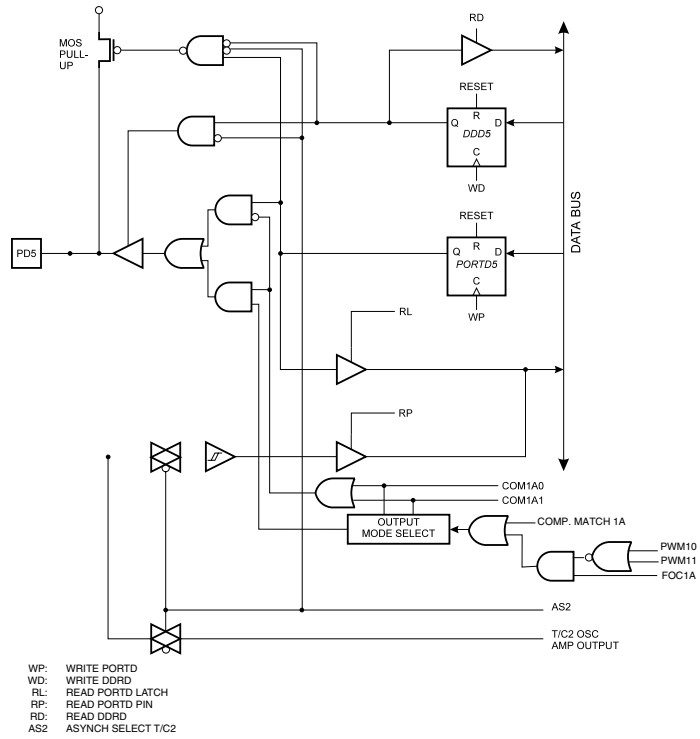 RD
MOS
PULL-
UP
RESET
R
Q
D
DDD5
C
WD
DATA BUS
RESET
R
Q
D
PD5
PORTD5
C
WP
RL
RP
COM1A0
COM1A1
OUTPUT
MODE SELECT
COMP. MATCH 1A
PWM10
PWM11
FOC1A
AS2
T/C2 OSC
AMP OUTPUT
WP: WRITE PORTD
WD: WRITE DDRD
RL: READ PORTD LATCH
RP: READ PORTD PIN
RD: READ DDRD
AS2 ASYNCH SELECT T/C2